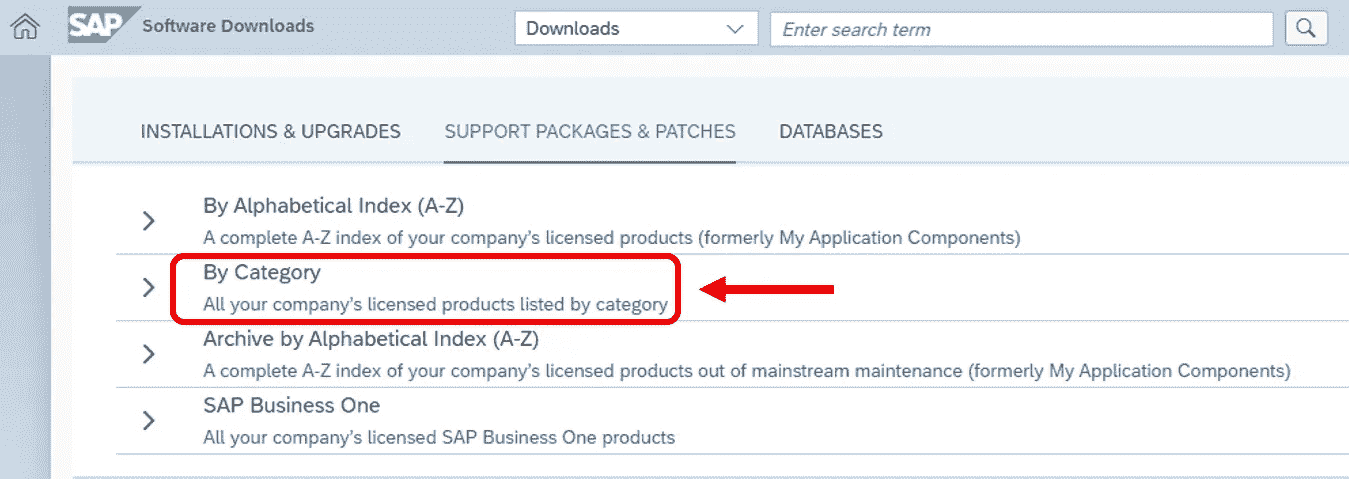 SAP Software Downloads Downloads Enter search term
INSTALLATIONS & UPGRADES SUPPORT PACKAGES & PATCHES DATABASES
By Alphabetical Index (A-Z)
A complete A-Z index of your company's licensed products (formerly My Application Components)
By Category
All your company's licensed products listed by category
Archive by Alphabetical Index (A-Z)
A complete A-Z index of your company's licensed products out of mainstream maintenance (formerly My Application Components)
SAP Business One
All your company's licensed SAP Business One products